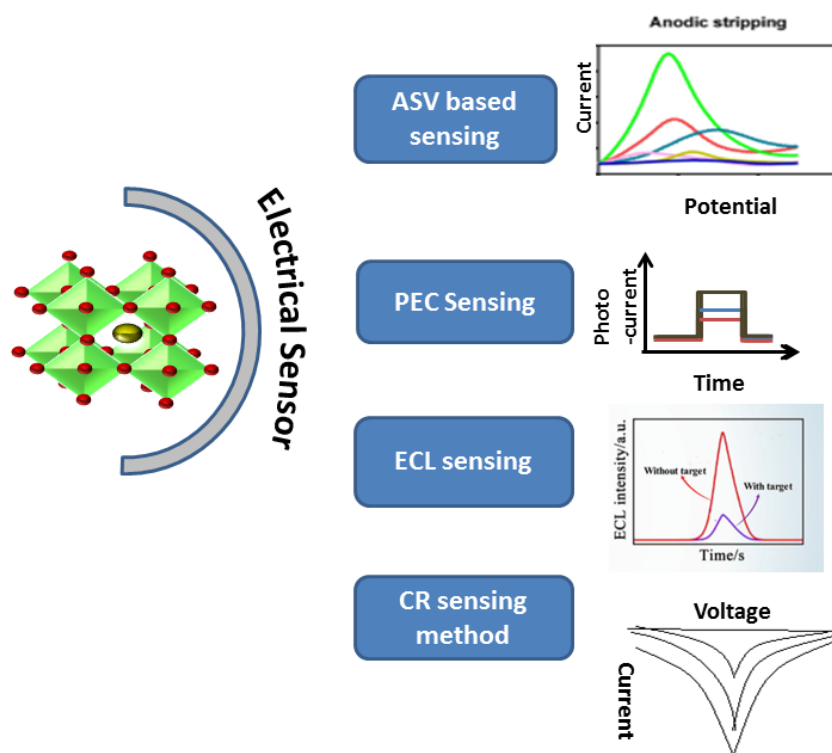 Electrical Sensor
ASV based
sensing
Anodic stripping
Current
Potential
PEC Sensing
Photo
-current
Time
ECL sensing
ECL intensity/a.u.
Without target
With target
Time/s
CR sensing
method
Voltage
Current